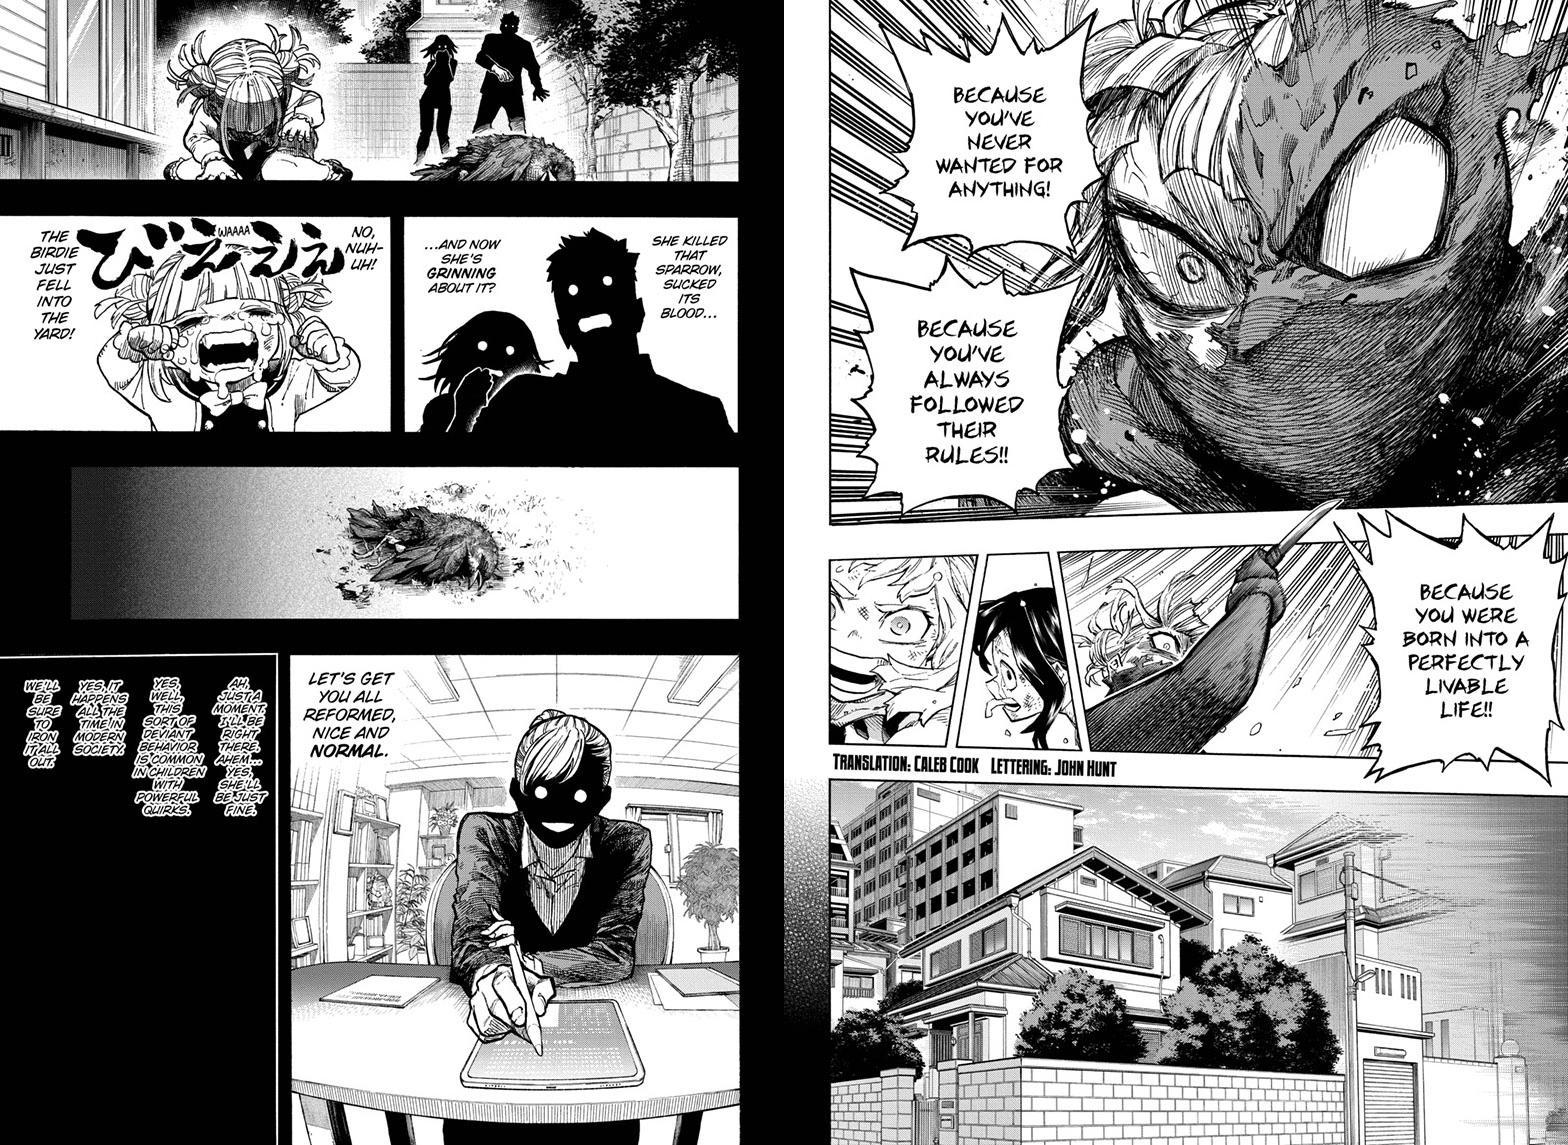 BECAUSE
YOU'VE
NEVER
WANTED FOR
ANYTHING!
BECAUSE
YOU'VE
ALWAYS
FOLLOWED
THEIR
RULES!!
BECAUSE
YOU WERE
BORN INTO A
PERFECTLY
LIVABLE
LIFE!!
TRANSLATION: CALEB COOK LETTERING: JOHN HUNT
SHE KILLED
THAT
SPARROW,
SUCKED
ITS
BLOOD...
...AND NOW
SHE'S
GRINNING
ABOUT IT?
NO,
NUH-
UH!
びええええ
WAAAA
THE
BIRDIE
JUST
FELL
INTO
THE
YARD!
LET'S GET
YOU ALL
REFORMED,
NICE AND
NORMAL.
AH,
JUST A
MOMENT.
I'LL BE
RIGHT
THERE.
AHEM...
YES,
SHE'LL
BE JUST
FINE.
YES,
WELL,
THIS
SORT OF
DEVIANT
BEHAVIOR
IS COMMON
IN CHILDREN
WITH
POWERFUL
QUIRKS.
YES, IT
HAPPENS
ALL THE
TIME IN
MODERN
SOCIETY.
WE'LL
BE
SURE
TO
IRON
IT ALL
OUT.